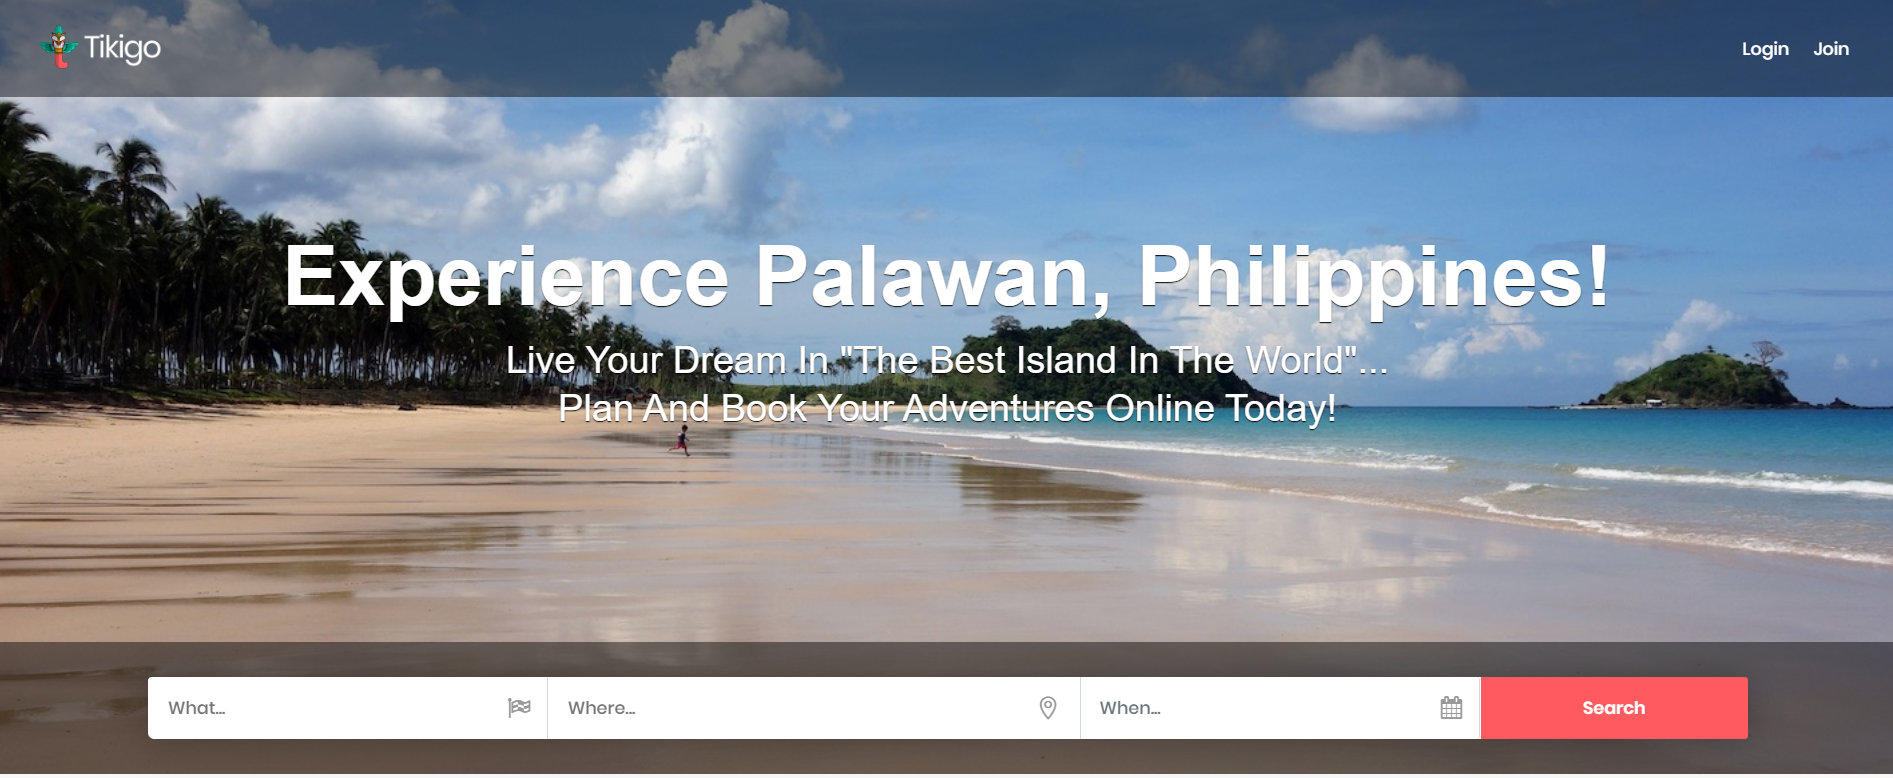 Tikigo
Login Join
Experience Palawan, Philippines!
Live Your Dream In "The Best Island In The World"...
Plan And Book Your Adventures Online Today!
What... Where... When... Search